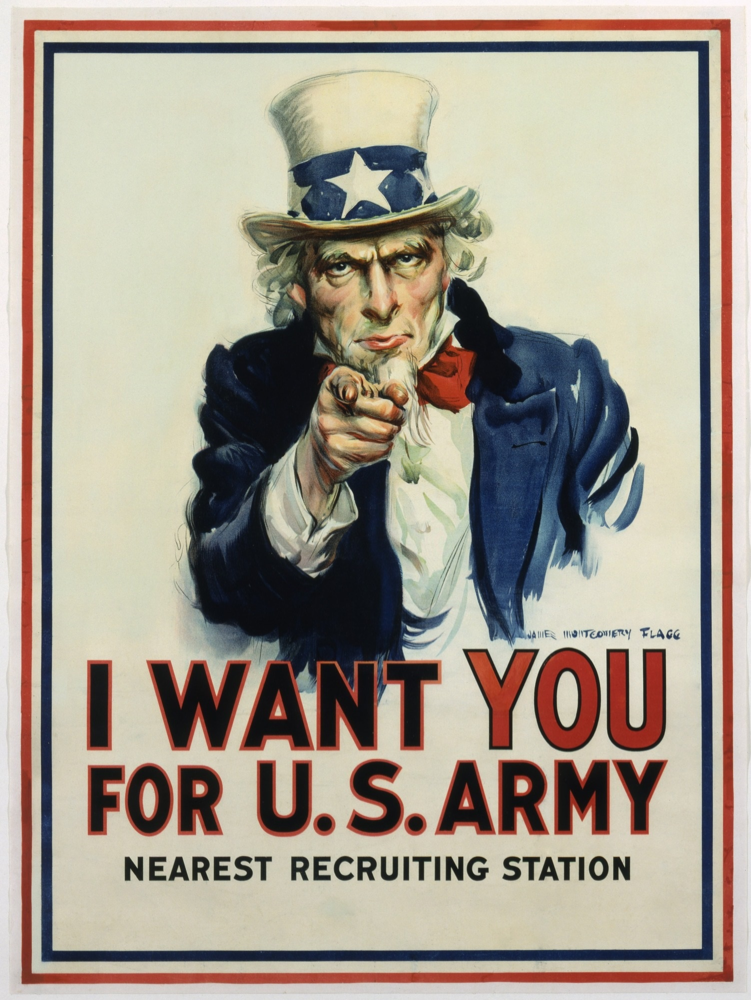 JAMES MONTGOMERY FLAGG
I WANT YOU
FOR U.S. ARMY
NEAREST RECRUITING STATION